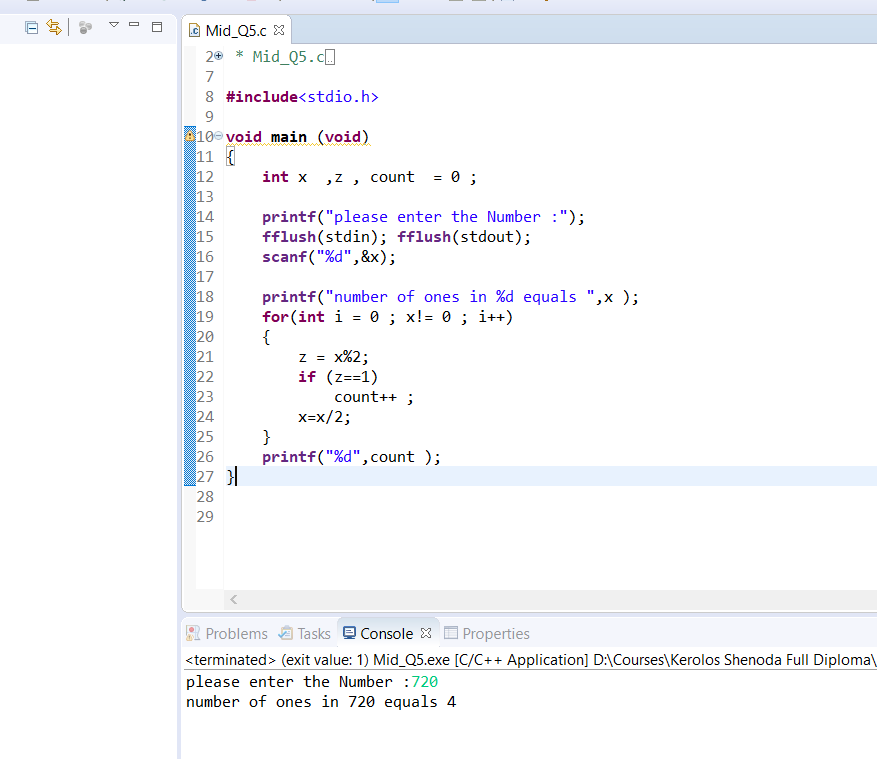 Mid_Q5.c
2 * Mid_Q5.c
7
8 #include<stdio.h>
9
10 void main (void)
11 {
12     int x  ,z , count  = 0 ;
13
14     printf("please enter the Number :");
15     fflush(stdin); fflush(stdout);
16     scanf("%d",&x);
17
18     printf("number of ones in %d equals ",x );
19     for(int i = 0 ; x!= 0 ; i++)
20     {
21         z = x%2;
22         if (z==1)
23             count++ ;
24         x=x/2;
25     }
26     printf("%d",count );
27 }
28
29
Problems Tasks Console Properties
<terminated> (exit value: 1) Mid_Q5.exe [C/C++ Application] D:\Courses\Kerolos Shenoda Full Diploma\
please enter the Number :720
number of ones in 720 equals 4